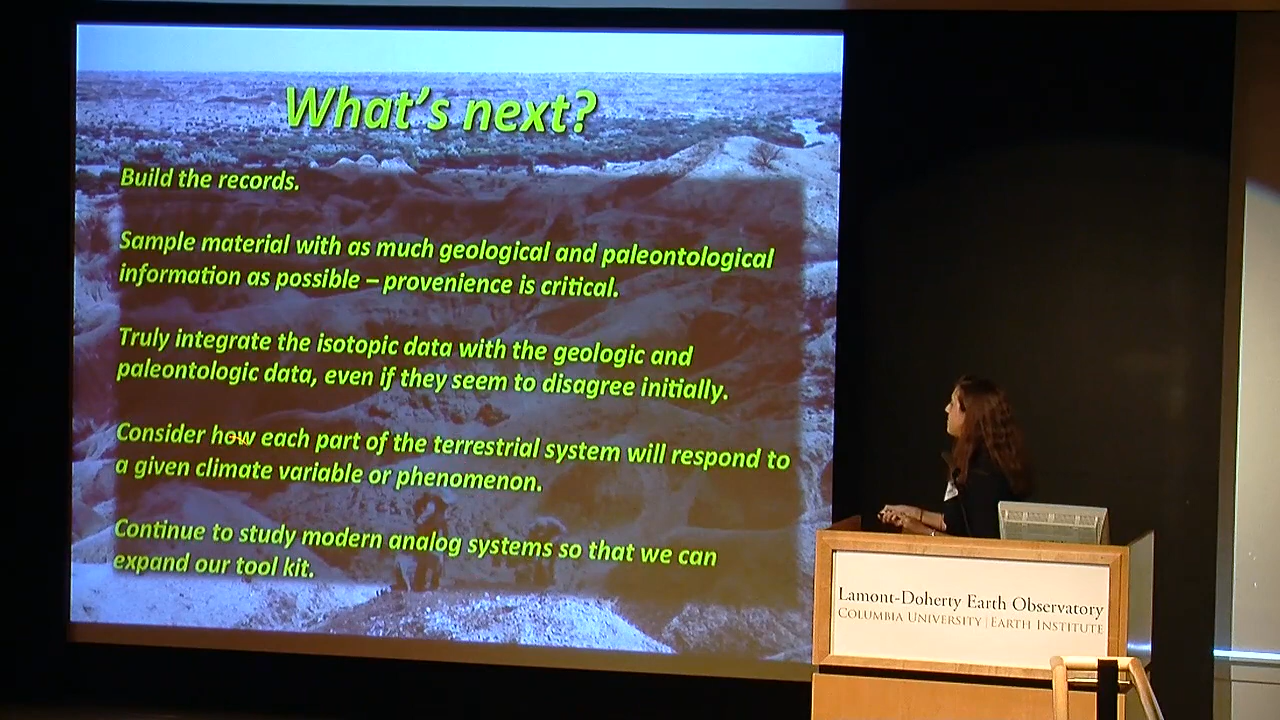 What's next?
Build the records.
Sample material with as much geological and paleontological
information as possible – provenience is critical.
Truly integrate the isotopic data with the geologic and
paleontologic data, even if they seem to disagree initially.
Consider how each part of the terrestrial system will respond to
a given climate variable or phenomenon.
Continue to study modern analog systems so that we can
expand our tool kit.
Lamont-Doherty Earth Observatory
COLUMBIA UNIVERSITY | EARTH INSTITUTE